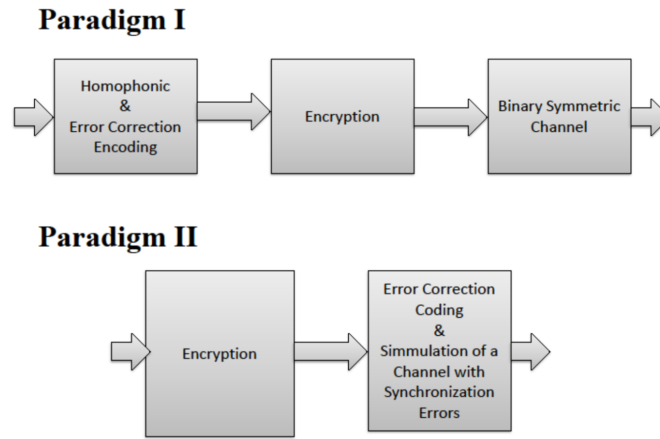 Paradigm I
Homophonic
&
Error Correction
Encoding
Encryption
Binary Symmetric
Channel
Paradigm II
Encryption
Error Correction
Coding
&
Simmulation of a
Channel with
Synchronization
Errors